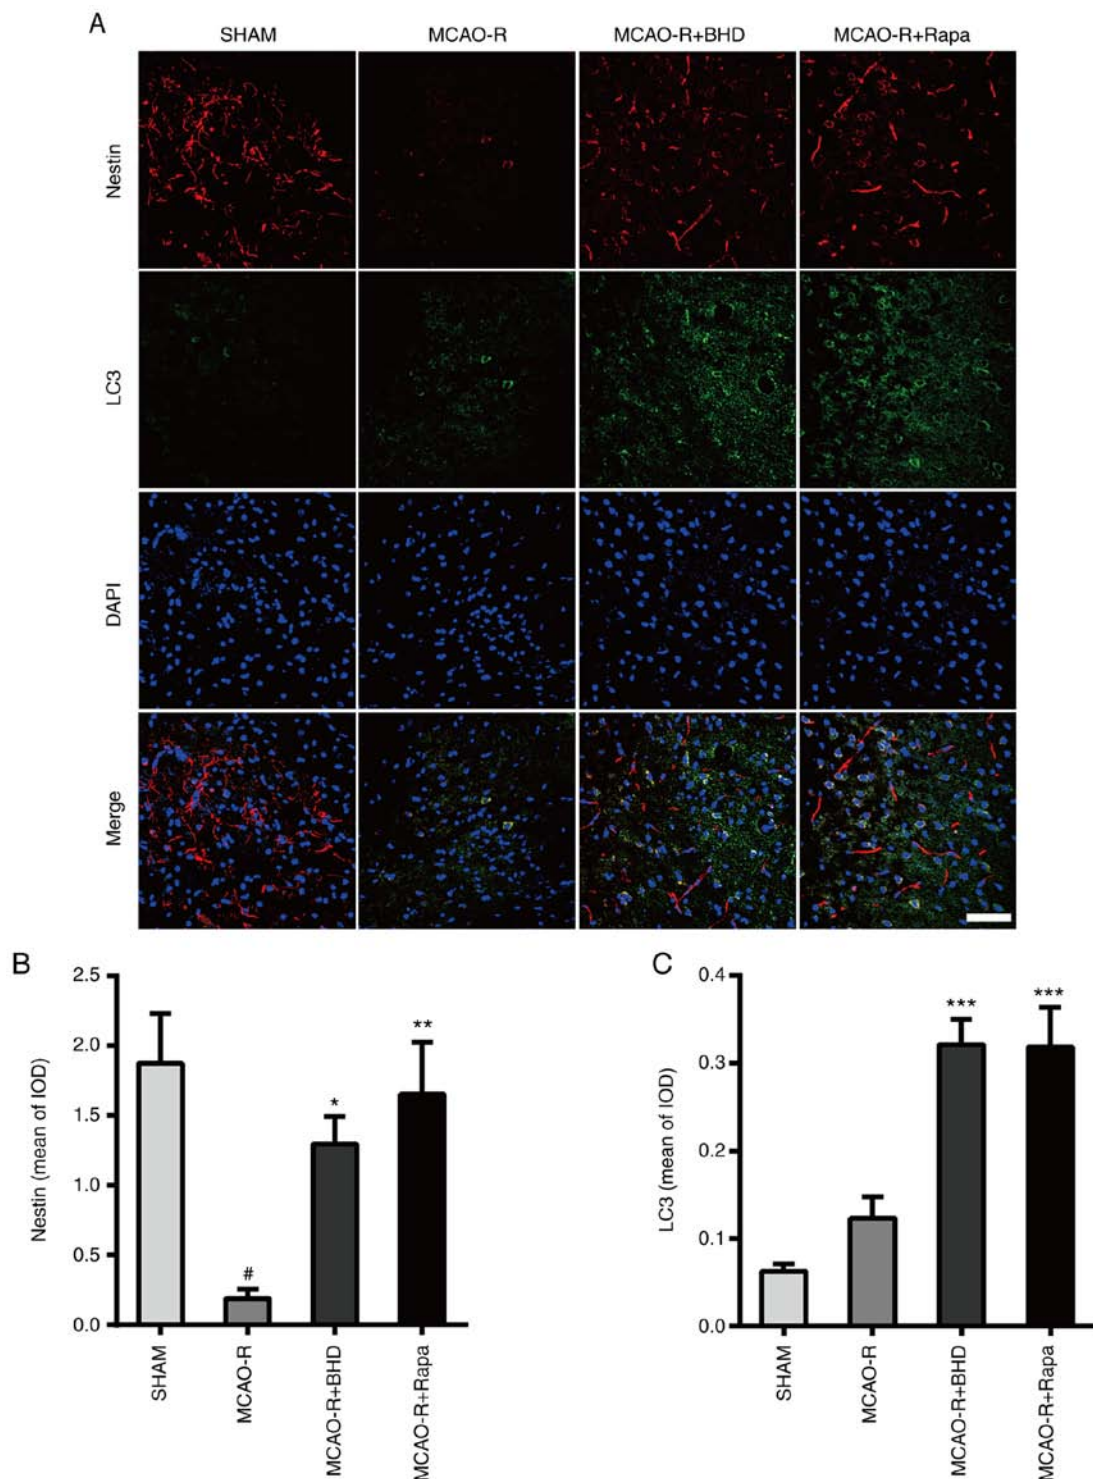 A
SHAM MCAO-R MCAO-R+BHD MCAO-R+Rapa
Nestin
LC3
DAPI
Merge
B
Nestin (mean of IOD)
2.5
2.0
1.5
1.0
0.5
0.0
#
*
**
SHAM
MCAO-R
MCAO-R+BHD
MCAO-R+Rapa
C
LC3 (mean of IOD)
0.4
0.3
0.2
0.1
0.0
***
***
SHAM
MCAO-R
MCAO-R+BHD
MCAO-R+Rapa